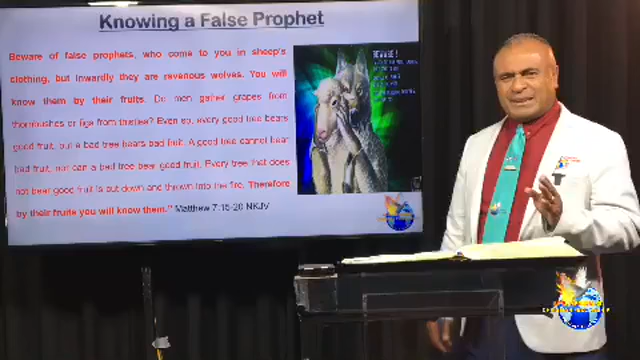 Knowing a False Prophet
Beware of false prophets, who come to you in sheep's
clothing, but inwardly they are ravenous wolves. You will
know them by their fruits. Do men gather grapes from
thornbushes or figs from thistles? Even so, every good tree bears
good fruit, but a bad tree bears bad fruit. A good tree cannot bear
bad fruit, nor can a bad tree bear good fruit. Every tree that does
not bear good fruit is cut down and thrown into the fire. Therefore
by their fruits you will know them." Matthew 7:15-20 NKJV
BEWARE!